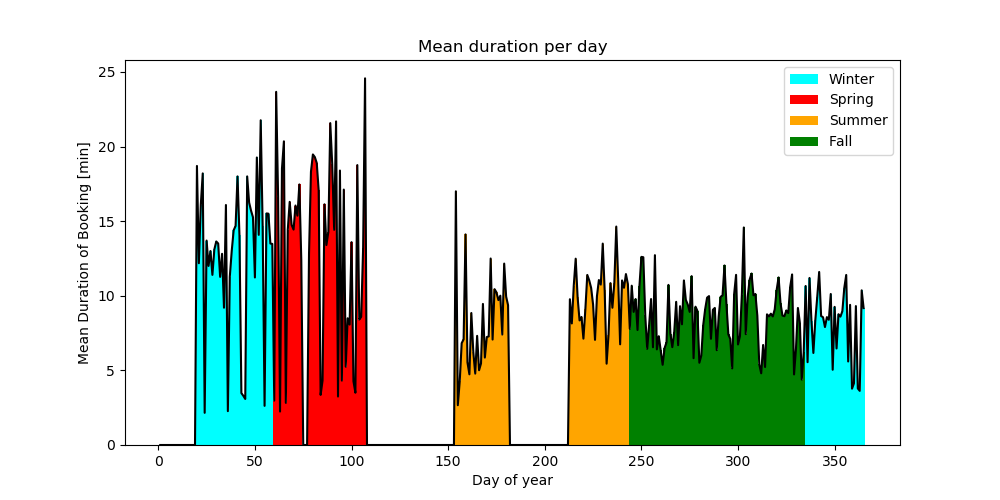 Mean duration per day
Mean Duration of Booking [min]
25
20
15
10
5
0
Winter
Spring
Summer
Fall
0 50 100 150 200 250 300 350
Day of year